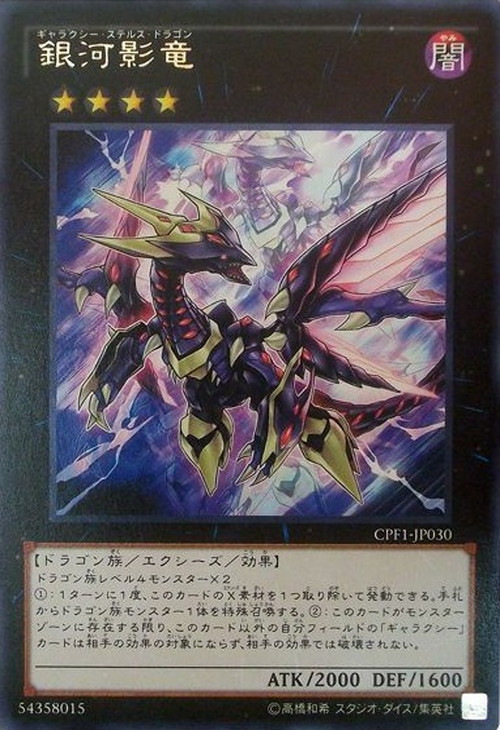 ギャラクシー・ステルス・ドラゴン
銀河影竜
やみ
闇
CPF1-JP030
【ドラゴン族／エクシーズ／効果】
ドラゴン族レベル4モンスター×2
①：1ターンに1度、このカードのX素材を1つ取り除いて発動できる。手札
からドラゴン族モンスター1体を特殊召喚する。②：このカードがモンスター
ゾーンに存在する限り、このカード以外の自分フィールドの「ギャラクシー」
カードは相手の効果の対象にならず、相手の効果では破壊されない。
ATK/2000 DEF/1600
54358015
©高橋和希 スタジオ・ダイス/集英社